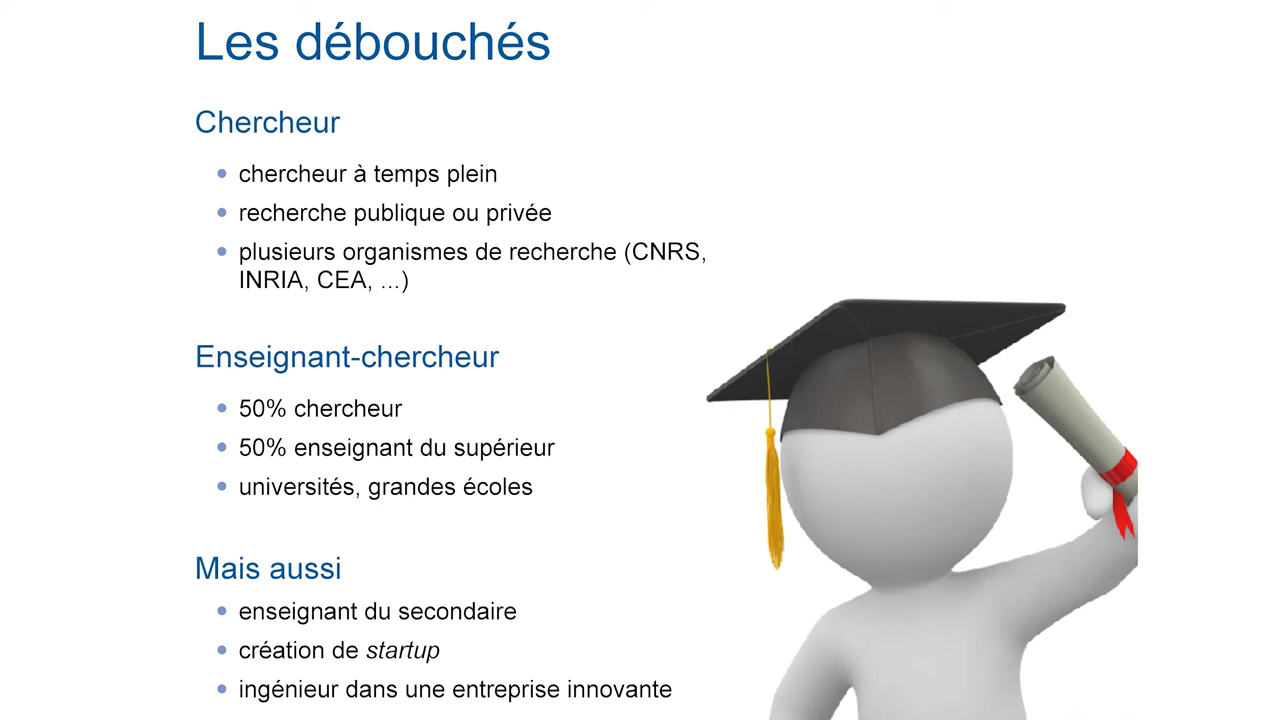 Les débouchés
Chercheur
• chercheur à temps plein
• recherche publique ou privée
• plusieurs organismes de recherche (CNRS,
INRIA, CEA, ...)
Enseignant-chercheur
• 50% chercheur
• 50% enseignant du supérieur
• universités, grandes écoles
Mais aussi
• enseignant du secondaire
• création de startup
• ingénieur dans une entreprise innovante